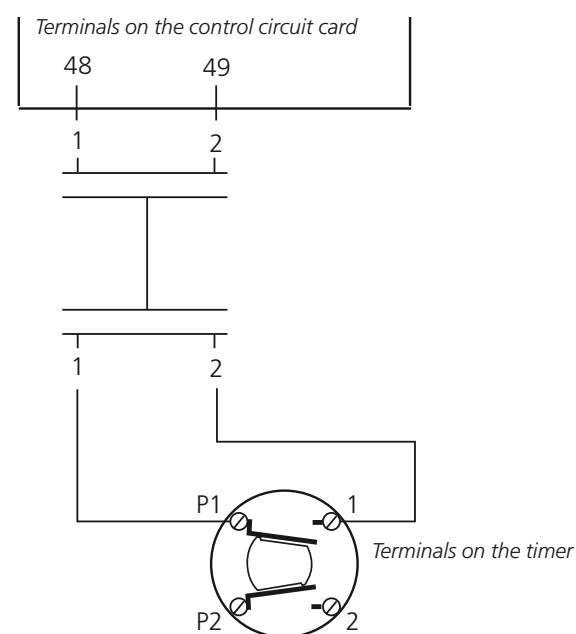 Terminals on the control circuit card
48 49
1 2
1 2
P1 1
Terminals on the timer
P2 2